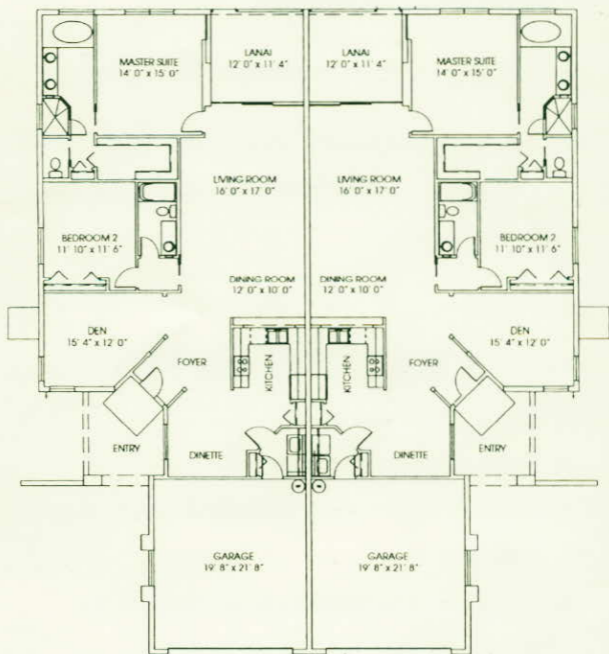 MASTER SUITE
14' 0" x 15' 0"
LANAI
12' 0" x 11' 4"
LANAI
12' 0" x 11' 4"
MASTER SUITE
14' 0" x 15' 0"
LIVING ROOM
16' 0" x 17' 0"
LIVING ROOM
16' 0" x 17' 0"
BEDROOM 2
11' 10" x 11' 6"
BEDROOM 2
11' 10" x 11' 6"
DINING ROOM
12' 0" x 10' 0"
DINING ROOM
12' 0" x 10' 0"
DEN
15' 4" x 12' 0"
DEN
15' 4" x 12' 0"
FOYER
KITCHEN
KITCHEN
FOYER
ENTRY
DINETTE
DINETTE
ENTRY
GARAGE
19' 8" x 21' 8"
GARAGE
19' 8" x 21' 8"